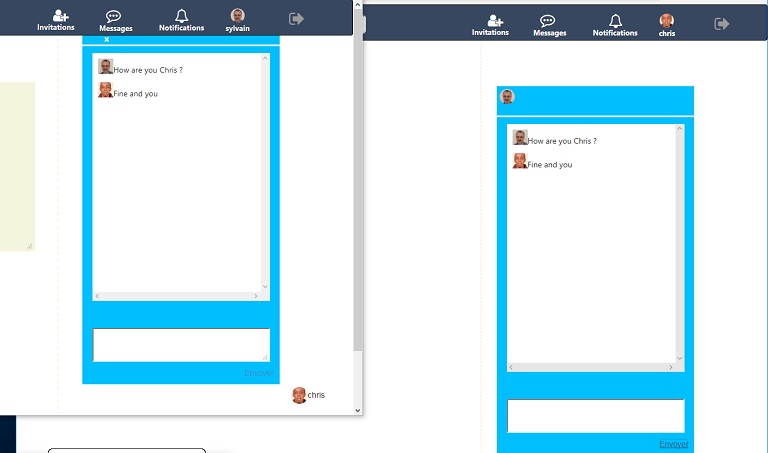 Invitations Messages Notifications sylvain
x
How are you Chris ?
Fine and you
Envoyer
chris
Invitations Messages Notifications chris
How are you Chris ?
Fine and you
Envoyer